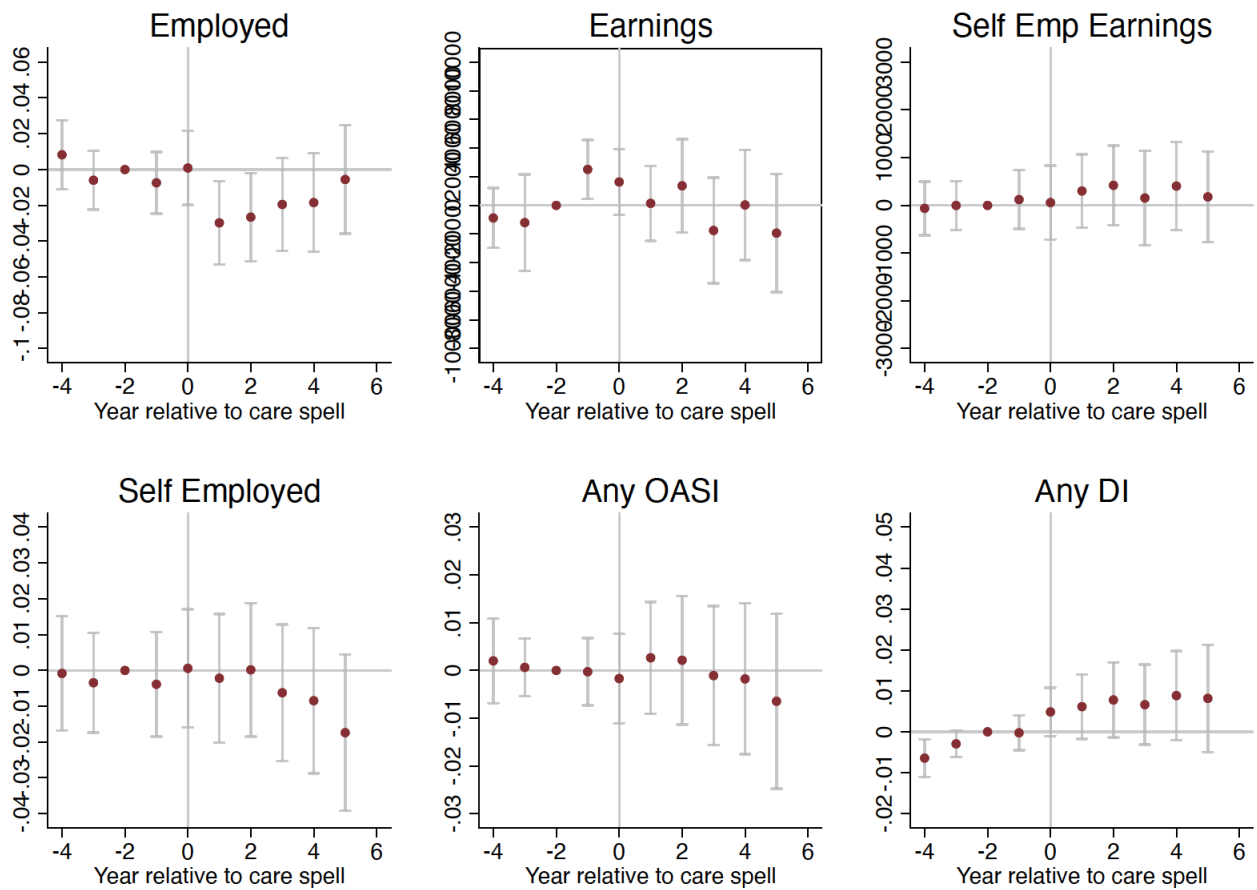 Employed
-.1 -.08-.06-.04-.02 0 .02.04.06
-4 -2 0 2 4 6
Year relative to care spell
Earnings
-4 -2 0 2 4 6
Year relative to care spell
Self Emp Earnings
-3000 -2000 -1000 0 1000 2000 3000
-4 -2 0 2 4 6
Year relative to care spell
Self Employed
-.04-.03-.02-.01 0 .01 .02.03.04
-4 -2 0 2 4 6
Year relative to care spell
Any OASI
-.03 -.02 -.01 0 .01 .02 .03
-4 -2 0 2 4 6
Year relative to care spell
Any DI
-.02 -.01 0 .01 .02 .03 .04 .05
-4 -2 0 2 4 6
Year relative to care spell